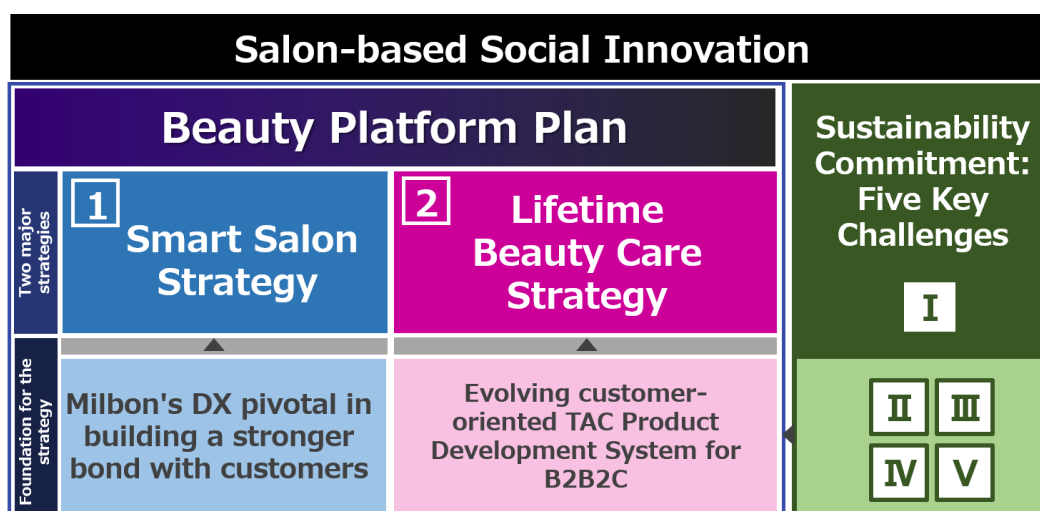 Salon-based Social Innovation
Beauty Platform Plan
Two major
strategies
1
Smart Salon
Strategy
2
Lifetime
Beauty Care
Strategy
Foundation for the
strategy
Milbon's DX pivotal in
building a stronger
bond with customers
Evolving customer-
oriented TAC Product
Development System for
B2B2C
Sustainability
Commitment:
Five Key
Challenges
I
II III
IV V